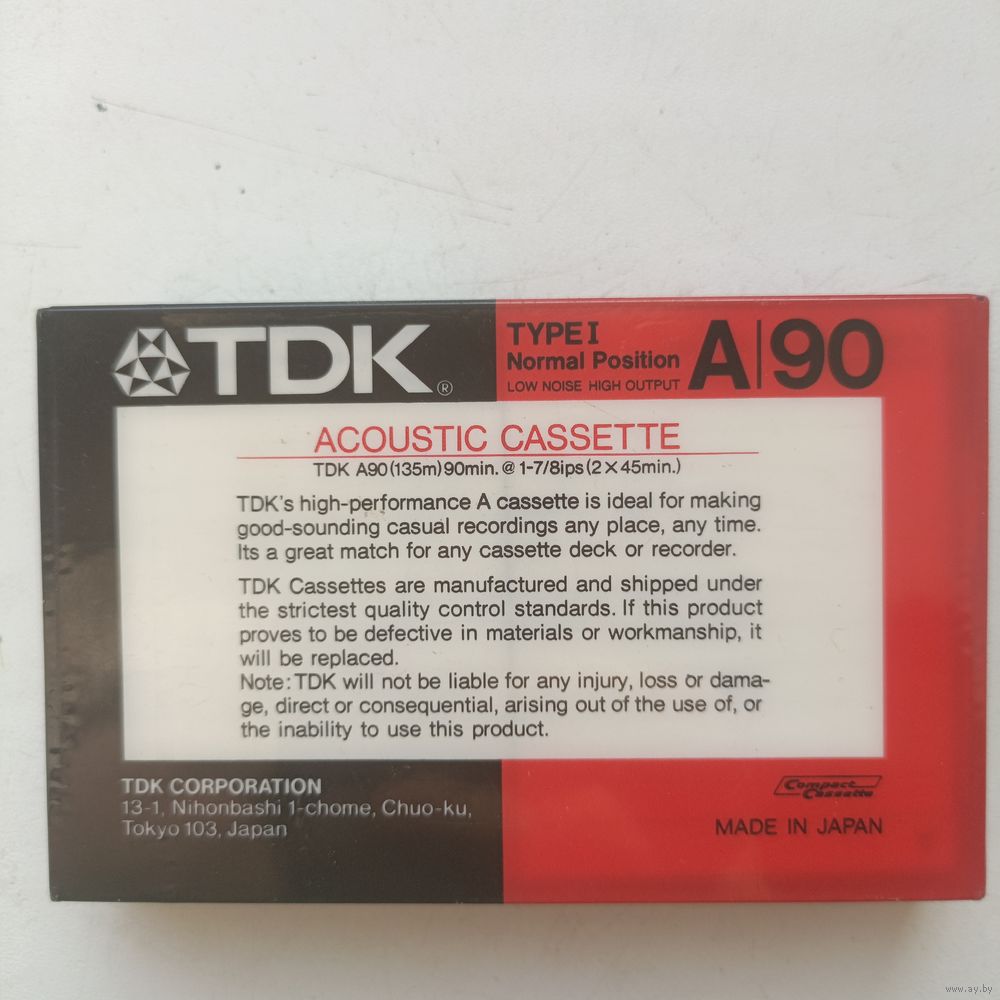 TDK®
TYPE I
Normal Position
LOW NOISE HIGH OUTPUT
A|90
ACOUSTIC CASSETTE
TDK A90(135m)90min.@1-7/8ips(2×45min.)
TDK's high-performance A cassette is ideal for making
good-sounding casual recordings any place, any time.
Its a great match for any cassette deck or recorder.
TDK Cassettes are manufactured and shipped under
the strictest quality control standards. If this product
proves to be defective in materials or workmanship, it
will be replaced.
Note: TDK will not be liable for any injury, loss or dama-
ge, direct or consequential, arising out of the use of, or
the inability to use this product.
TDK CORPORATION
13-1, Nihonbashi 1-chome, Chuo-ku,
Tokyo 103, Japan
Compact
Cassette
MADE IN JAPAN
www.ay.by